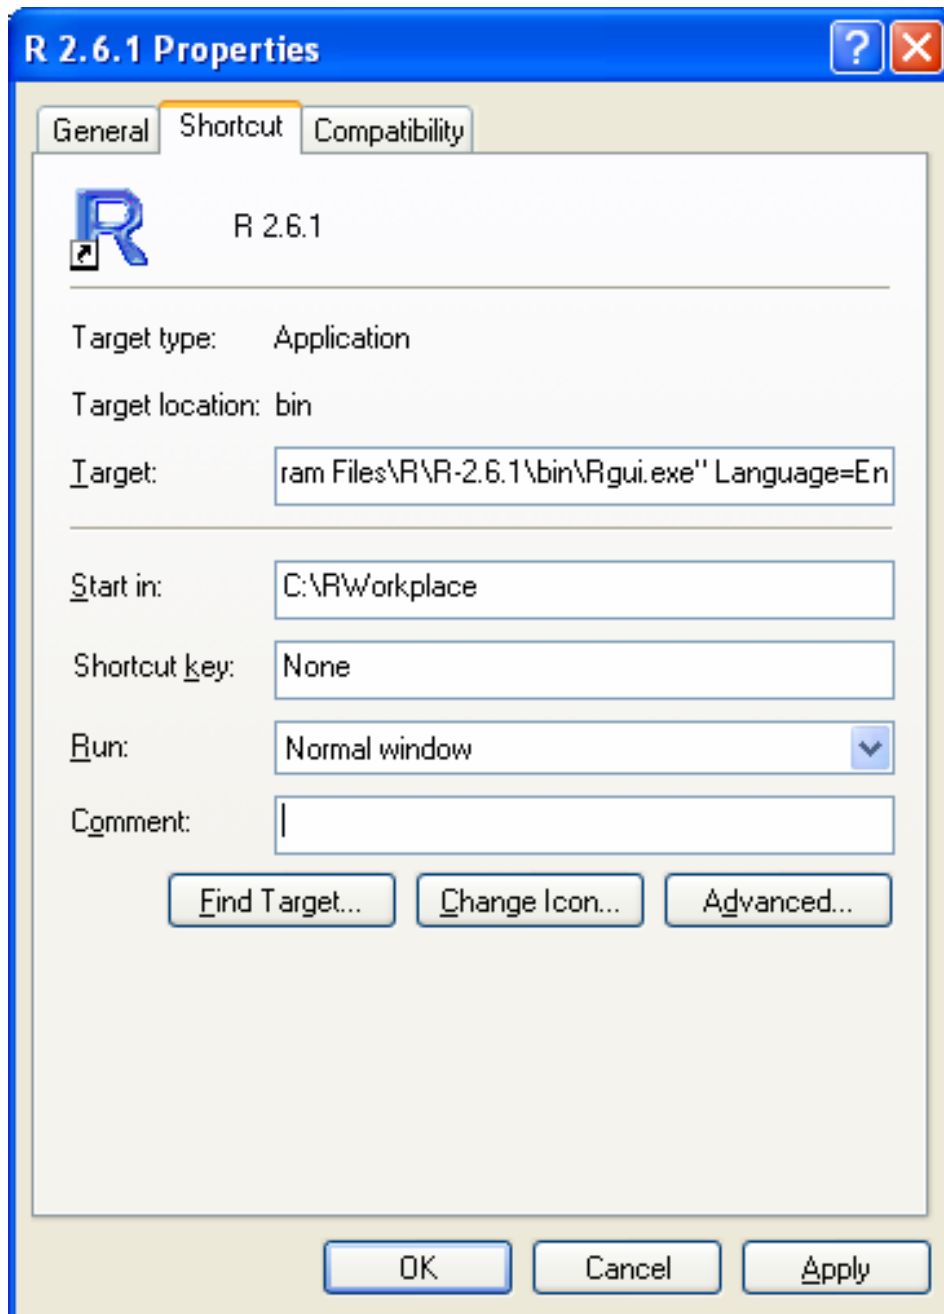 R 2.6.1 Properties
General Shortcut Compatibility
R 2.6.1
Target type: Application
Target location: bin
Target: ram Files\R\R-2.6.1\bin\Rgui.exe" Language=En
Start in: C:\RWorkplace
Shortcut key: None
Run: Normal window
Comment:
Find Target... Change Icon... Advanced...
OK Cancel Apply